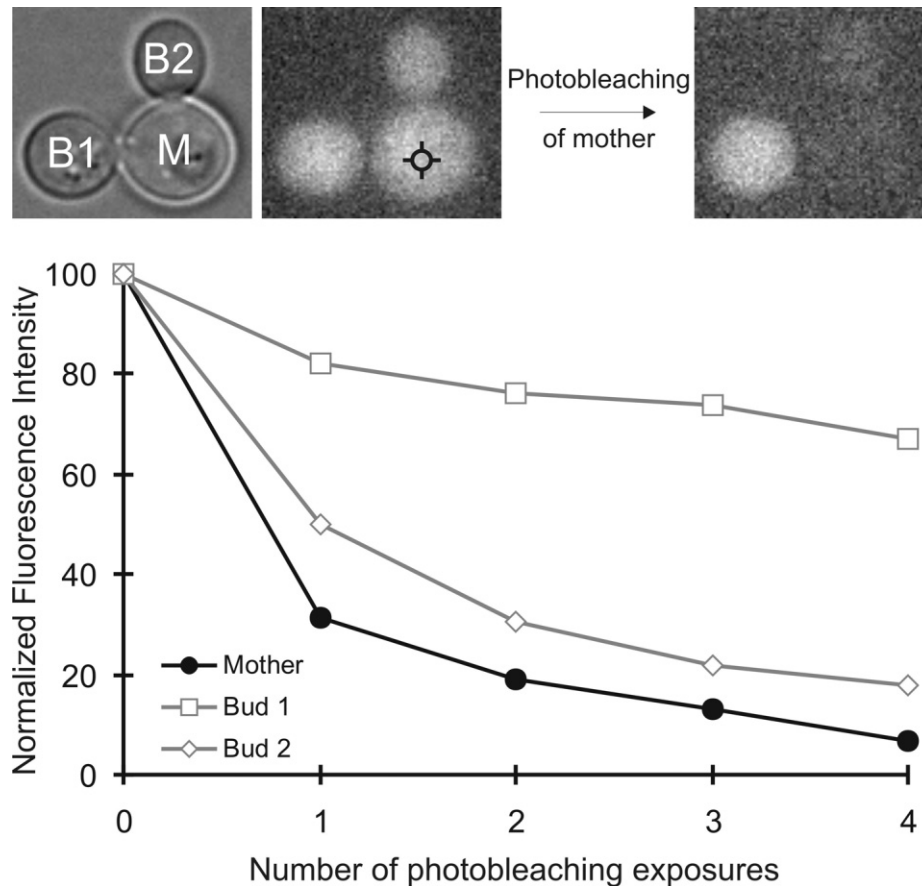 B2
B1
M
Photobleaching
of mother
100
80
60
40
20
0
Normalized Fluorescence Intensity
Mother
Bud 1
Bud 2
0 1 2 3 4
Number of photobleaching exposures